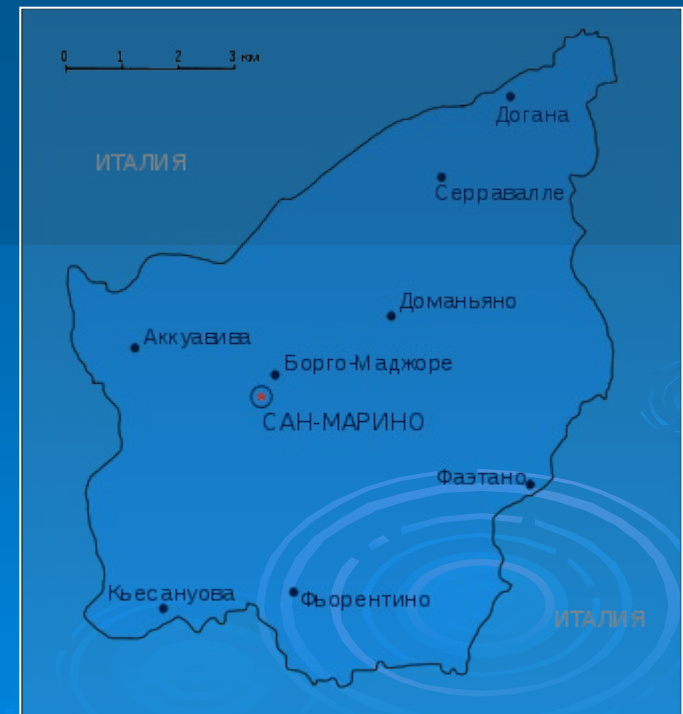 0 1 2 3 км
Догана
ИТАЛИЯ
Серравалле
Доманьяно
Аккуавива
Борго-Маджоре
САН-МАРИНО
Фаэтано
Кьесануова
Фьорентино
ИТАЛИЯ